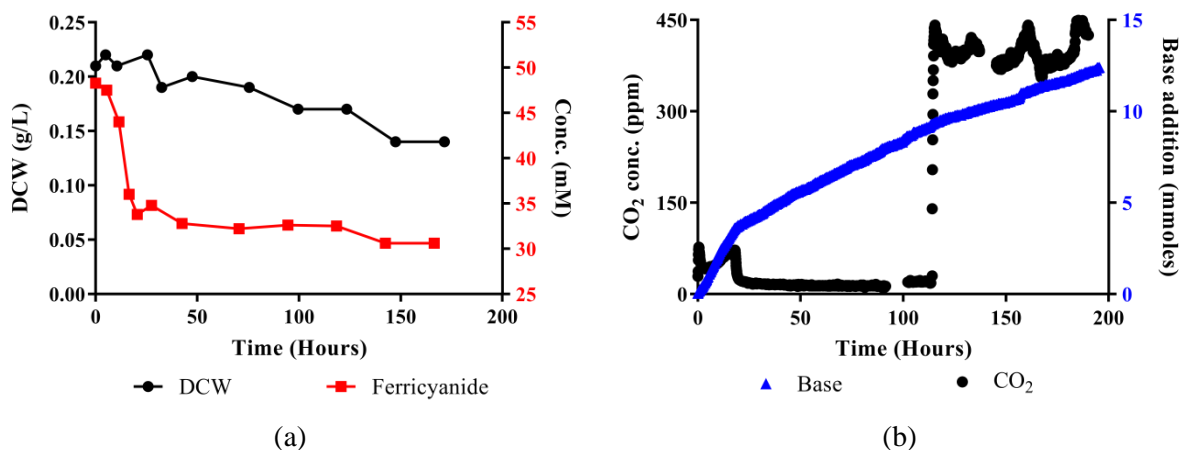 0.25
0.20
0.15
0.10
0.05
0.00
DCW (g/L)
55
50
45
40
35
30
25
Conc. (mM)
0 50 100 150 200
Time (Hours)
DCW Ferricyanide
(a)
450
300
150
0
CO₂ conc. (ppm)
15
10
5
0
Base addition (mmoles)
0 50 100 150 200
Time (Hours)
Base CO₂
(b)